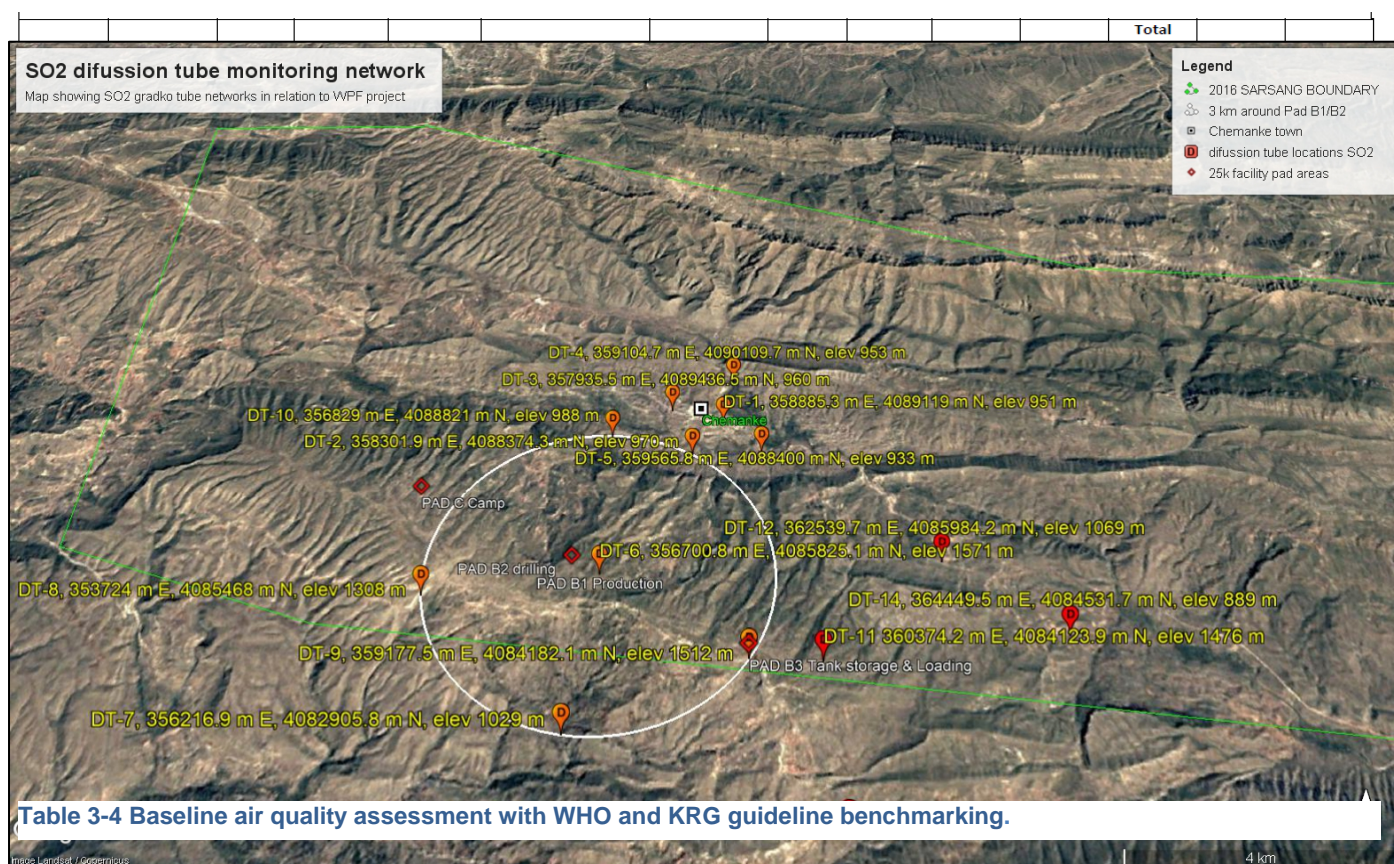 Total
SO2 difussion tube monitoring network
Map showing SO2 gradko tube networks in relation to WPF project
Legend
2016 SARSANG BOUNDARY
3 km around Pad B1/B2
Chemanke town
difussion tube locations SO2
25k facility pad areas
DT-4, 359104.7 m E, 4090109.7 m N, elev 953 m
DT-3, 357935.5 m E, 4089436.5 m N, 960 m
DT-1, 358885.3 m E, 4089119 m N, elev 951 m
DT-10, 356829 m E, 4088821 m N, elev 988 m
Chemanke
DT-2, 358301.9 m E, 4088374.3 m N, elev 970 m
DT-5, 359565.8 m E, 4088400 m N, elev 933 m
PAD C Camp
DT-12, 362539.7 m E, 4085984.2 m N, elev 1069 m
DT-6, 356700.8 m E, 4085825.1 m N, elev 1571 m
PAD B2 drilling
PAD B1 Production
DT-8, 353724 m E, 4085468 m N, elev 1308 m
DT-14, 364449.5 m E, 4084531.7 m N, elev 889 m
DT-11 360374.2 m E, 4084123.9 m N, elev 1476 m
DT-9, 359177.5 m E, 4084182.1 m N, elev 1512 m
PAD B3 Tank storage & Loading
DT-7, 356216.9 m E, 4082905.8 m N, elev 1029 m
Table 3-4 Baseline air quality assessment with WHO and KRG guideline benchmarking.
Image Landsat / Copernicus
4 km